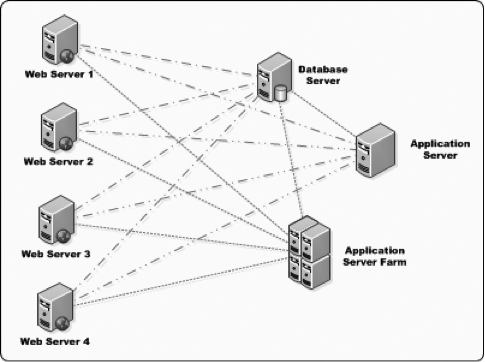 Web Server 1
Database
Server
Web Server 2
Application
Server
Web Server 3
Application
Server Farm
Web Server 4